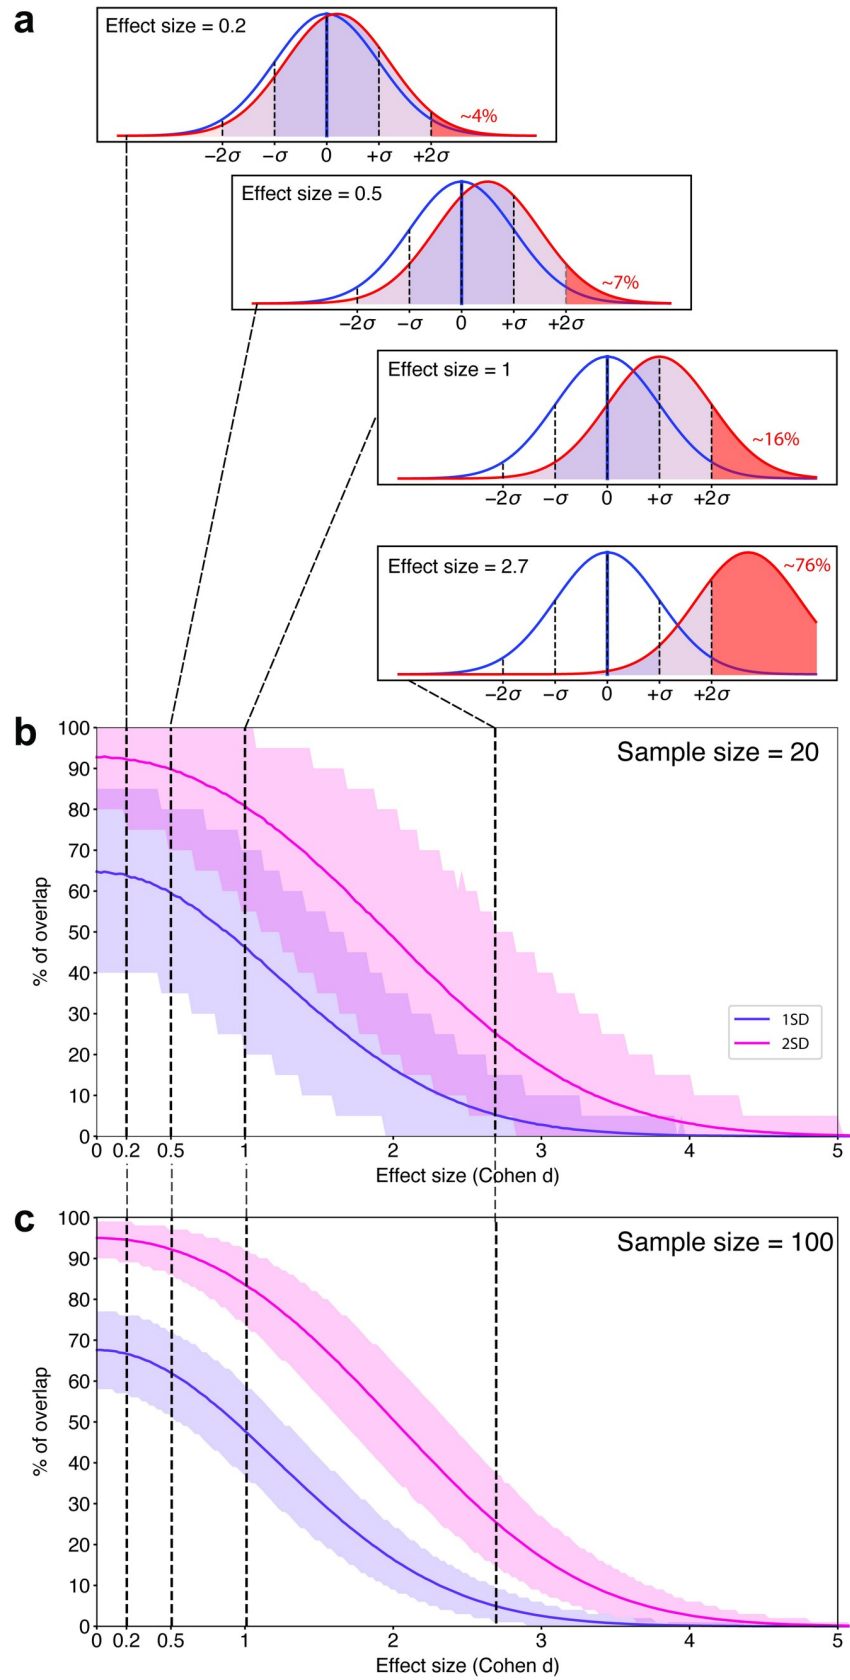 a
Effect size = 0.2
~4%
−2σ −σ 0 +σ +2σ
Effect size = 0.5
~7%
−2σ −σ 0 +σ +2σ
Effect size = 1
~16%
−2σ −σ 0 +σ +2σ
Effect size = 2.7
~76%
−2σ −σ 0 +σ +2σ
b
Sample size = 20
% of overlap
100
90
80
70
60
50
40
30
20
10
0
1SD
2SD
0 0.2 0.5 1 2 3 4 5
Effect size (Cohen d)
c
Sample size = 100
% of overlap
100
90
80
70
60
50
40
30
20
10
0
0 0.2 0.5 1 2 3 4 5
Effect size (Cohen d)